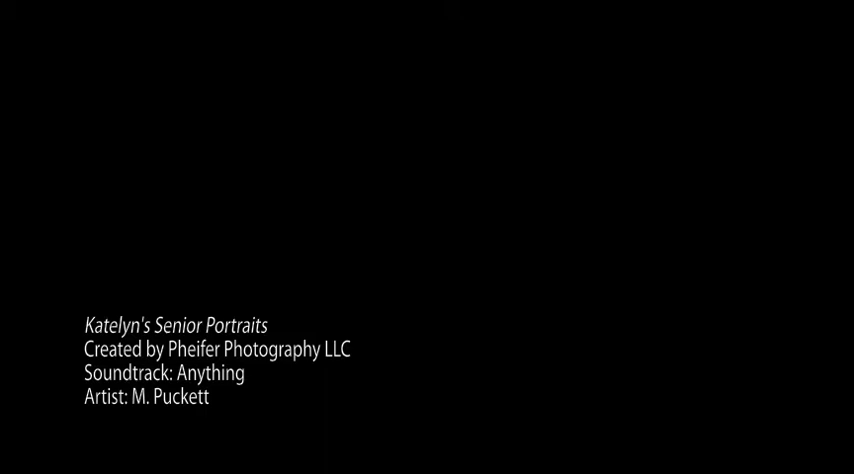 Katelyn's Senior Portraits
Created by Pheifer Photography LLC
Soundtrack: Anything
Artist: M. Puckett